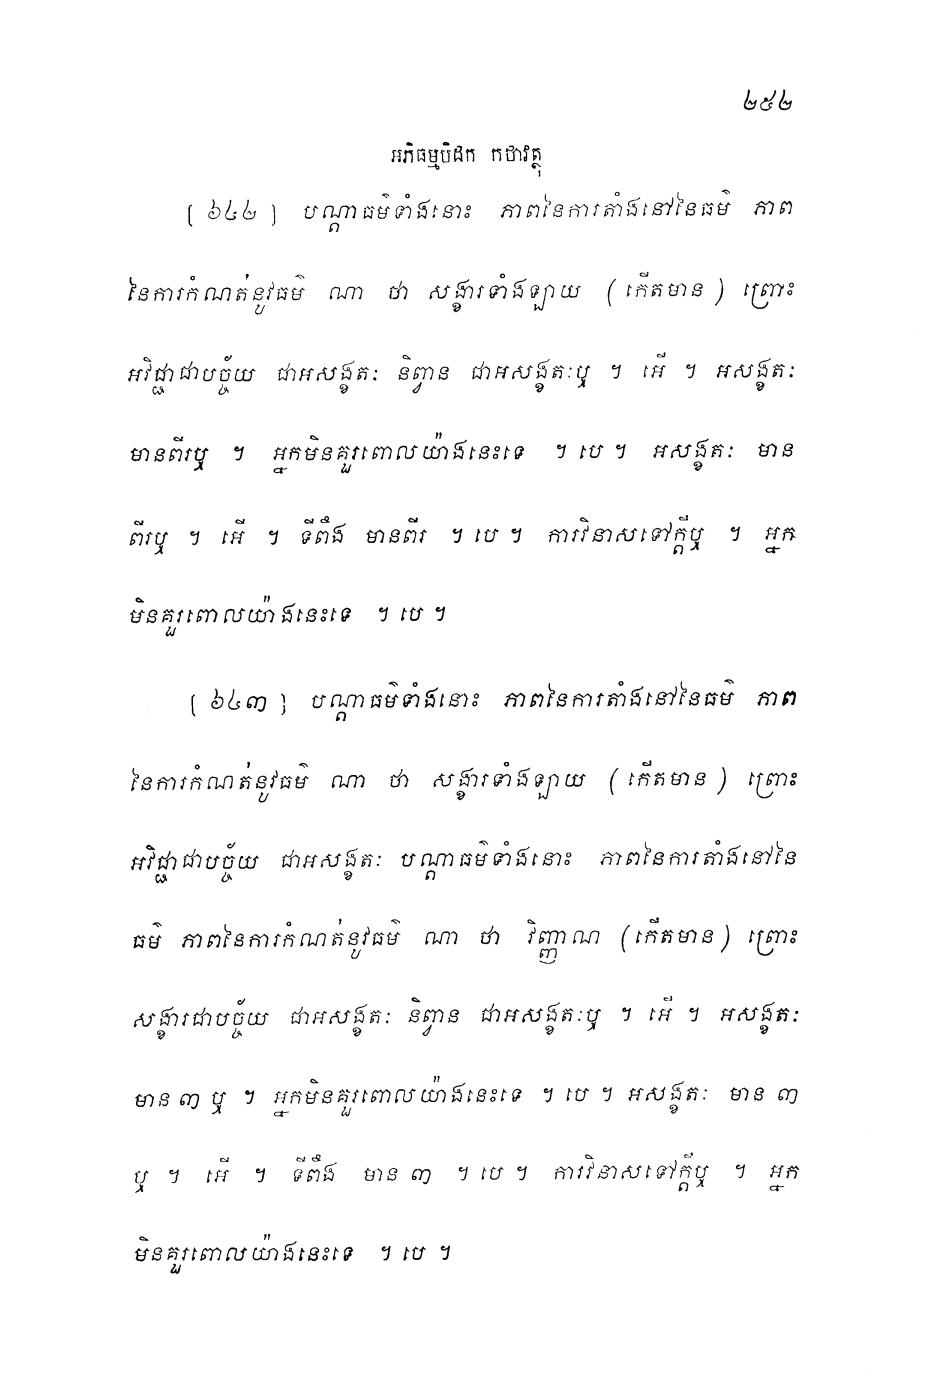 ២៥២
អភិធម្មបិដក កថាវត្ថុ
[ ៦៤២ ] បណ្តាធម៌ទាំងនោះ ភាពនៃការតាំងនៅនៃធម៌ ភាព
នៃការកំណត់នូវធម៌ ណា ថា សង្ខារទាំងឡាយ (កើតមាន) ព្រោះ
អវិជ្ជាជាបច្ច័យ ជាអសង្ខតៈ និព្វាន ជាអសង្ខតៈឬ ។ អើ ។ អសង្ខតៈ
មានពីរឬ ។ អ្នកមិនគួរពោលយ៉ាងនេះទេ ។ បេ ។ អសង្ខតៈ មាន
ពីរឬ ។ អើ ។ ទីពឹង មានពីរ ។ បេ ។ ការវិនាសទៅក្តីឬ ។ អ្នក
មិនគួរពោលយ៉ាងនេះទេ ។ បេ ។
[ ៦៤៣ ] បណ្តាធម៌ទាំងនោះ ភាពនៃការតាំងនៅនៃធម៌ ភាព
នៃការកំណត់នូវធម៌ ណា ថា សង្ខារទាំងឡាយ (កើតមាន) ព្រោះ
អវិជ្ជាជាបច្ច័យ ជាអសង្ខតៈ បណ្តាធម៌ទាំងនោះ ភាពនៃការតាំងនៅនៃ
ធម៌ ភាពនៃការកំណត់នូវធម៌ ណា ថា វិញ្ញាណ (កើតមាន) ព្រោះ
សង្ខារជាបច្ច័យ ជាអសង្ខតៈ និព្វាន ជាអសង្ខតៈឬ ។ អើ ។ អសង្ខតៈ
មាន ៣ ឬ ។ អ្នកមិនគួរពោលយ៉ាងនេះទេ ។ បេ ។ អសង្ខតៈ មាន ៣
ឬ ។ អើ ។ ទីពឹង មាន ៣ ។ បេ ។ ការវិនាសទៅក្តីឬ ។ អ្នក
មិនគួរពោលយ៉ាងនេះទេ ។ បេ ។